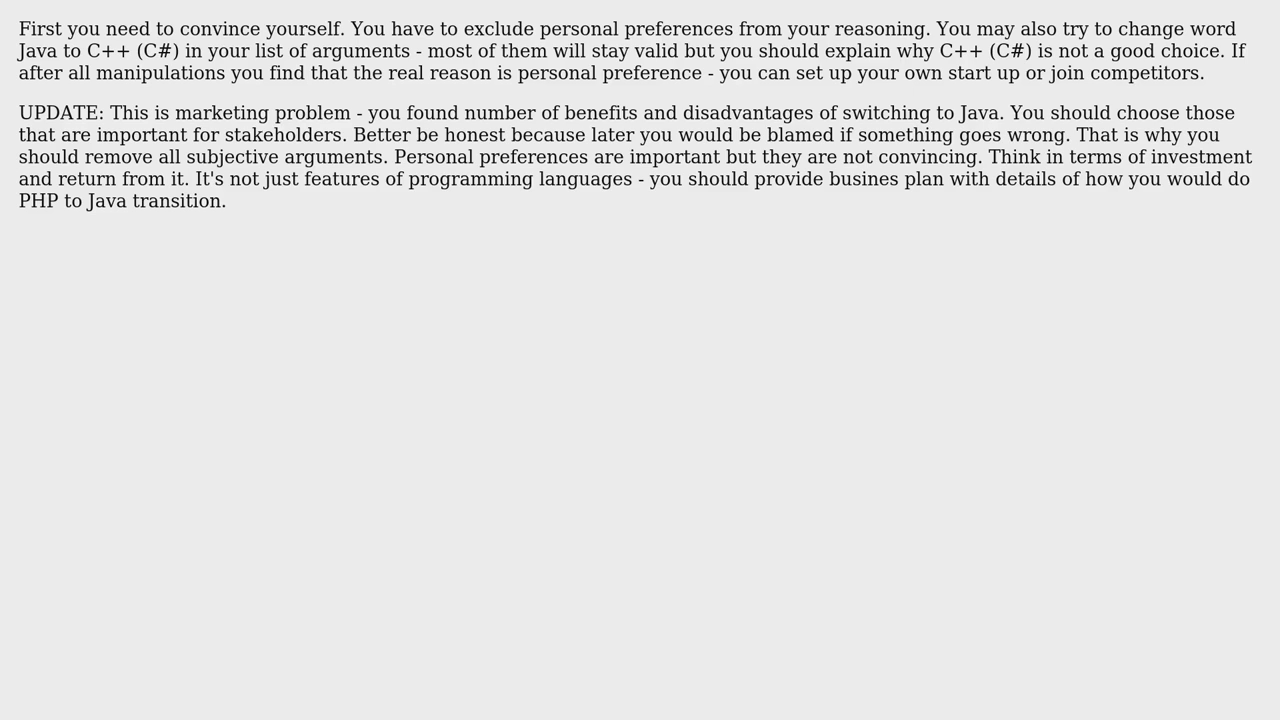 First you need to convince yourself. You have to exclude personal preferences from your reasoning. You may also try to change word
Java to C++ (C#) in your list of arguments - most of them will stay valid but you should explain why C++ (C#) is not a good choice. If
after all manipulations you find that the real reason is personal preference - you can set up your own start up or join competitors.
UPDATE: This is marketing problem - you found number of benefits and disadvantages of switching to Java. You should choose those
that are important for stakeholders. Better be honest because later you would be blamed if something goes wrong. That is why you
should remove all subjective arguments. Personal preferences are important but they are not convincing. Think in terms of investment
and return from it. It's not just features of programming languages - you should provide busines plan with details of how you would do
PHP to Java transition.